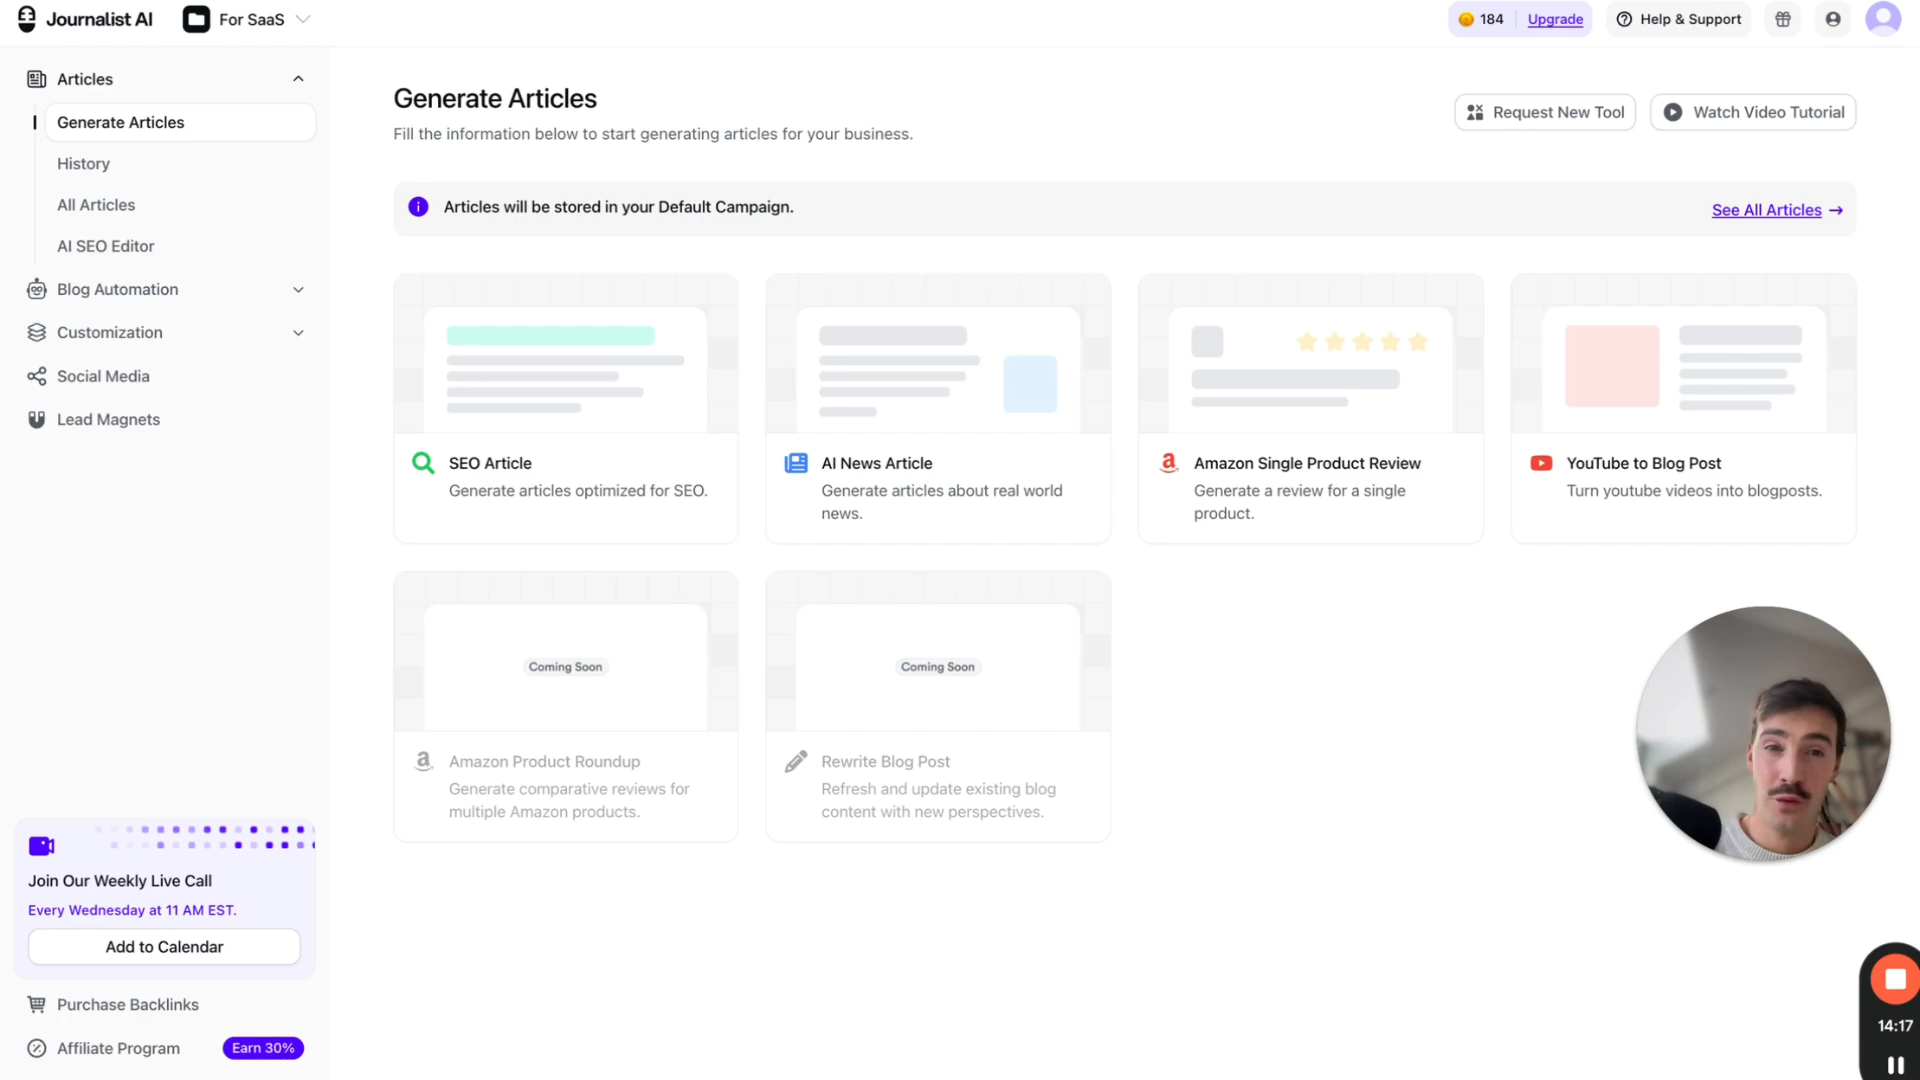 Journalist AI
For SaaS
184
Upgrade
Help & Support
Articles
Generate Articles
History
All Articles
AI SEO Editor
Blog Automation
Customization
Social Media
Lead Magnets
Join Our Weekly Live Call
Every Wednesday at 11 AM EST.
Add to Calendar
Purchase Backlinks
Affiliate Program
Earn 30%
Generate Articles
Fill the information below to start generating articles for your business.
Request New Tool
Watch Video Tutorial
Articles will be stored in your Default Campaign.
See All Articles →
SEO Article
Generate articles optimized for SEO.
AI News Article
Generate articles about real world
news.
Amazon Single Product Review
Generate a review for a single
product.
YouTube to Blog Post
Turn youtube videos into blogposts.
Coming Soon
Amazon Product Roundup
Generate comparative reviews for
multiple Amazon products.
Coming Soon
Rewrite Blog Post
Refresh and update existing blog
content with new perspectives.
14:17